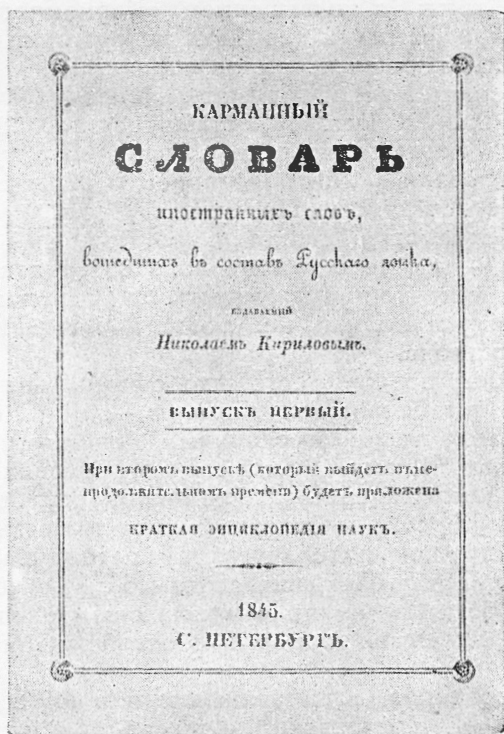 КАРМАННЫЙ
СЛОВАРЬ
иностранныхъ словъ,
вошедшихъ въ составъ Русскаго языка,
издаваемый
Николаемъ Кириловымъ.
ВЫПУСКЪ ПЕРВЫЙ.
При второмъ выпускѣ (который выйдетъ въ не-
продолжительномъ времени) будетъ приложена
КРАТКАЯ ЭНЦИКЛОПЕДІЯ НАУКЪ.
1845.
С. ПЕТЕРБУРГЪ.